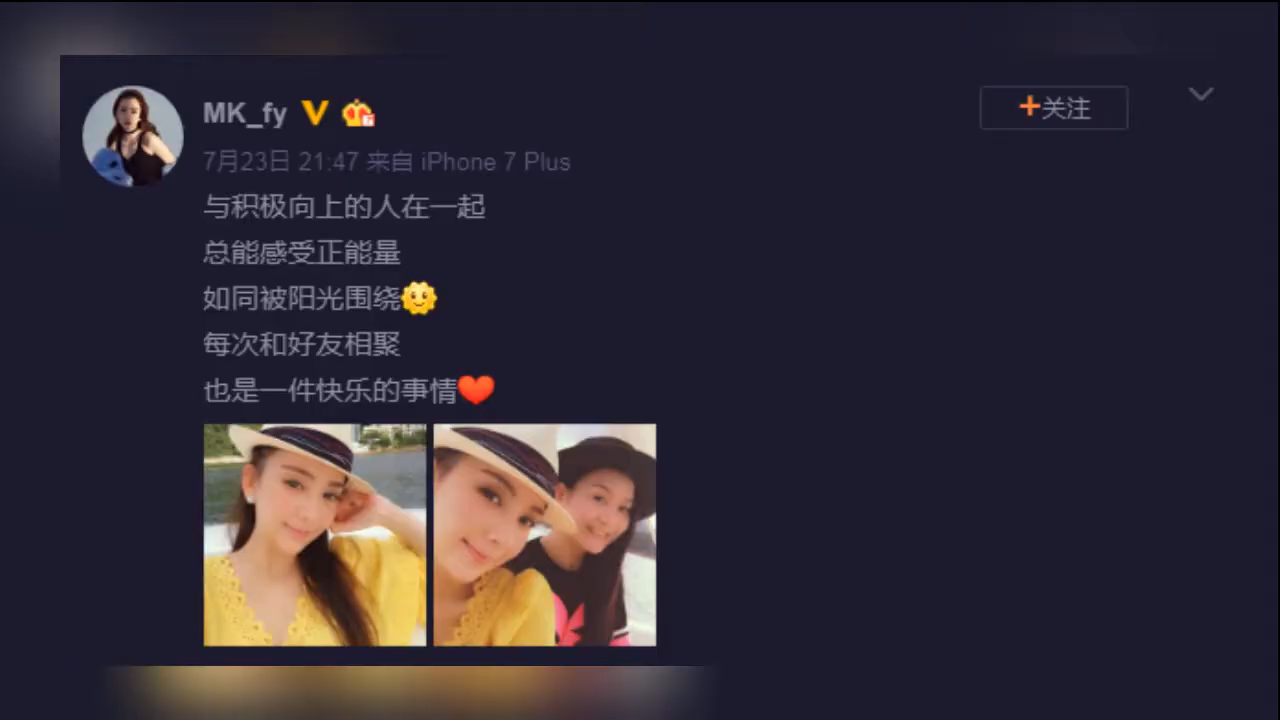 MK_fy
+关注
7月23日 21:47 来自 iPhone 7 Plus
与积极向上的人在一起
总能感受正能量
如同被阳光围绕
每次和好友相聚
也是一件快乐的事情